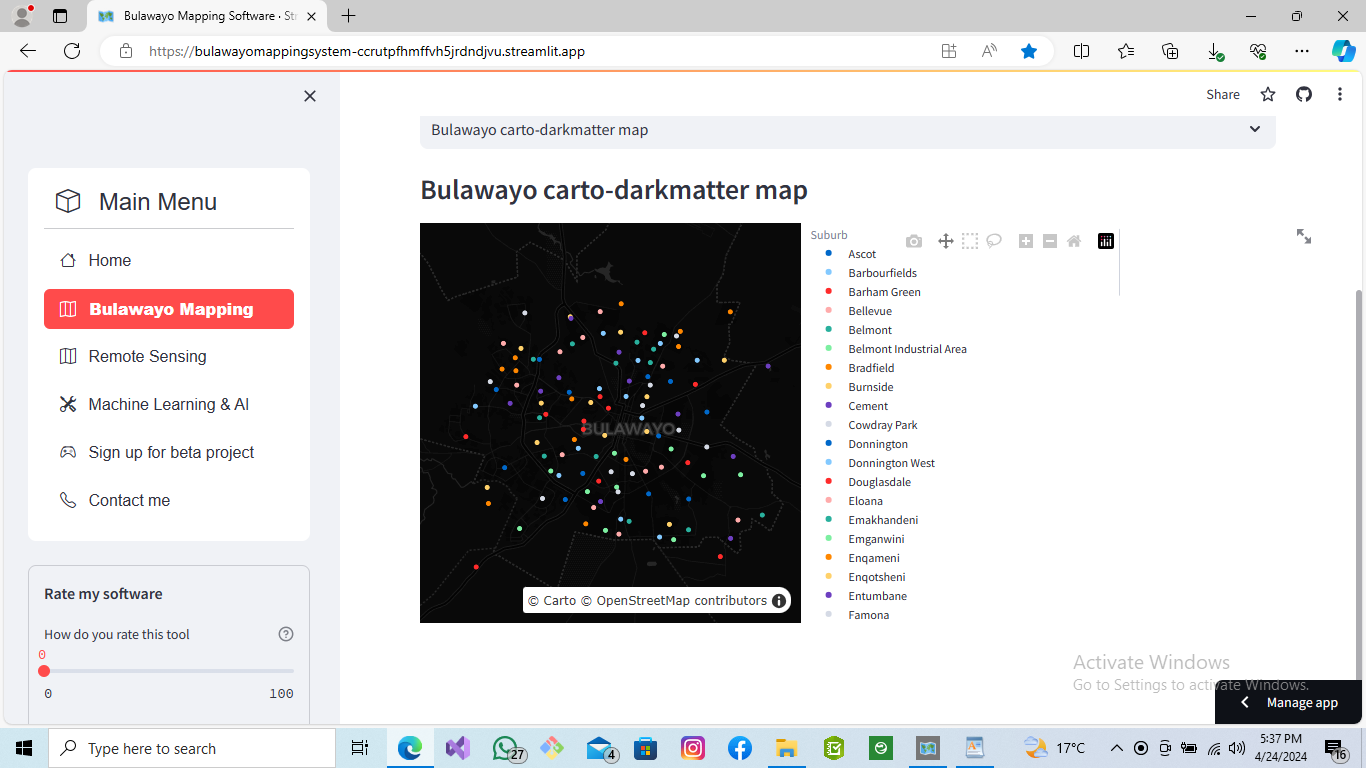 Bulawayo Mapping Software · Str
https://bulawayomappingsystem-ccrutpfhmffvh5jrdndjvu.streamlit.app
Share
Main Menu
Home
Bulawayo Mapping
Remote Sensing
Machine Learning & AI
Sign up for beta project
Contact me
Rate my software
How do you rate this tool
0
0
100
Bulawayo carto-darkmatter map
Bulawayo carto-darkmatter map
BULAWAYO
© Carto © OpenStreetMap contributors
Suburb
Ascot
Barbourfields
Barham Green
Bellevue
Belmont
Belmont Industrial Area
Bradfield
Burnside
Cement
Cowdray Park
Donnington
Donnington West
Douglasdale
Eloana
Emakhandeni
Emganwini
Enqameni
Enqotsheni
Entumbane
Famona
Activate Windows
Go to Settings to activate Windows.
Manage app
Type here to search
27
4
17°C
5:37 PM
4/24/2024
16